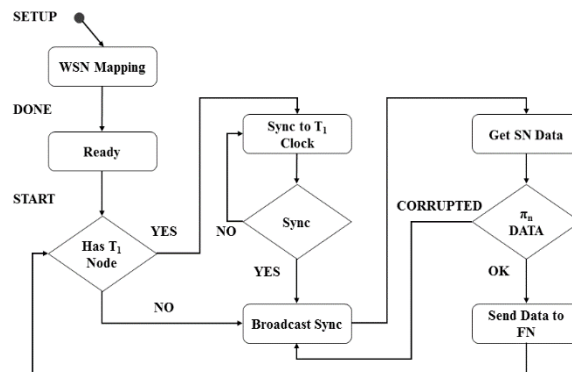 SETUP
WSN Mapping
DONE
Ready
START
Has T₁
Node
YES
NO
Sync to T₁
Clock
NO
Sync
YES
Broadcast Sync
Get SN Data
CORRUPTED
πₙ
DATA
OK
Send Data to
FN